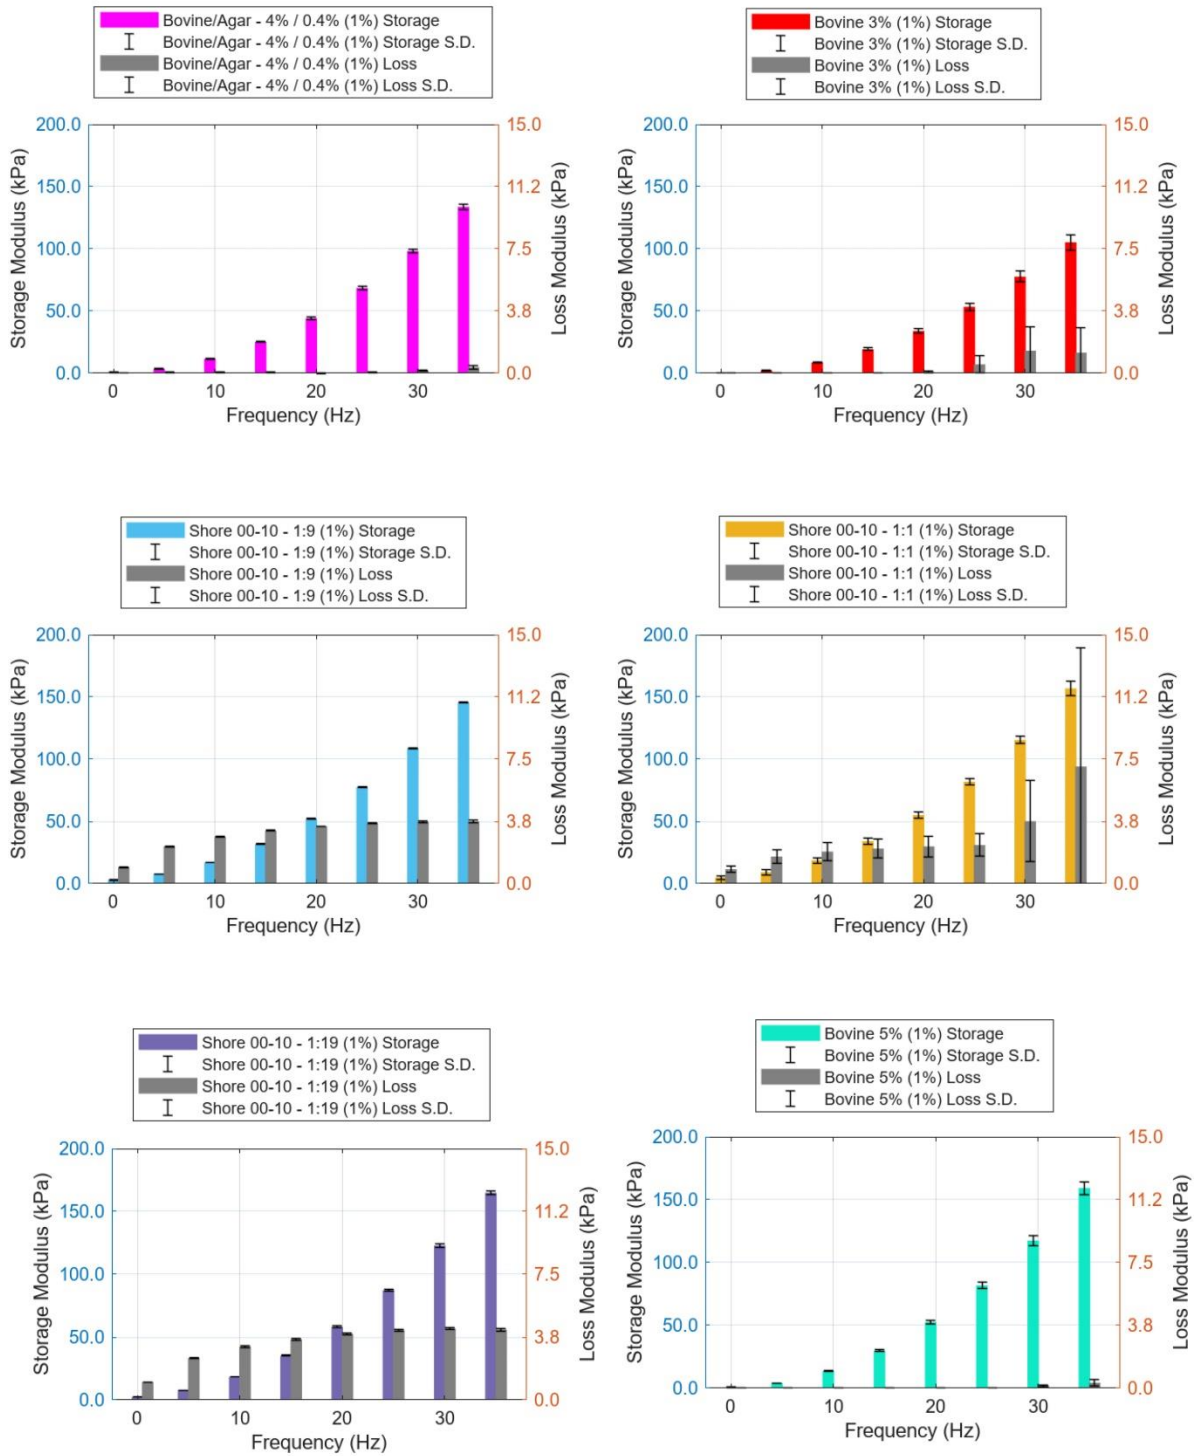 Bovine/Agar - 4% / 0.4% (1%) Storage
Bovine/Agar - 4% / 0.4% (1%) Storage S.D.
Bovine/Agar - 4% / 0.4% (1%) Loss
Bovine/Agar - 4% / 0.4% (1%) Loss S.D.
200.0
150.0
100.0
50.0
0.0
Storage Modulus (kPa)
15.0
11.2
7.5
3.8
0.0
Loss Modulus (kPa)
0 10 20 30
Frequency (Hz)
Bovine 3% (1%) Storage
Bovine 3% (1%) Storage S.D.
Bovine 3% (1%) Loss
Bovine 3% (1%) Loss S.D.
200.0
150.0
100.0
50.0
0.0
Storage Modulus (kPa)
15.0
11.2
7.5
3.8
0.0
Loss Modulus (kPa)
0 10 20 30
Frequency (Hz)
Shore 00-10 - 1:9 (1%) Storage
Shore 00-10 - 1:9 (1%) Storage S.D.
Shore 00-10 - 1:9 (1%) Loss
Shore 00-10 - 1:9 (1%) Loss S.D.
200.0
150.0
100.0
50.0
0.0
Storage Modulus (kPa)
15.0
11.2
7.5
3.8
0.0
Loss Modulus (kPa)
0 10 20 30
Frequency (Hz)
Shore 00-10 - 1:1 (1%) Storage
Shore 00-10 - 1:1 (1%) Storage S.D.
Shore 00-10 - 1:1 (1%) Loss
Shore 00-10 - 1:1 (1%) Loss S.D.
200.0
150.0
100.0
50.0
0.0
Storage Modulus (kPa)
15.0
11.2
7.5
3.8
0.0
Loss Modulus (kPa)
0 10 20 30
Frequency (Hz)
Shore 00-10 - 1:19 (1%) Storage
Shore 00-10 - 1:19 (1%) Storage S.D.
Shore 00-10 - 1:19 (1%) Loss
Shore 00-10 - 1:19 (1%) Loss S.D.
200.0
150.0
100.0
50.0
0.0
Storage Modulus (kPa)
15.0
11.2
7.5
3.8
0.0
Loss Modulus (kPa)
0 10 20 30
Frequency (Hz)
Bovine 5% (1%) Storage
Bovine 5% (1%) Storage S.D.
Bovine 5% (1%) Loss
Bovine 5% (1%) Loss S.D.
200.0
150.0
100.0
50.0
0.0
Storage Modulus (kPa)
15.0
11.2
7.5
3.8
0.0
Loss Modulus (kPa)
0 10 20 30
Frequency (Hz)